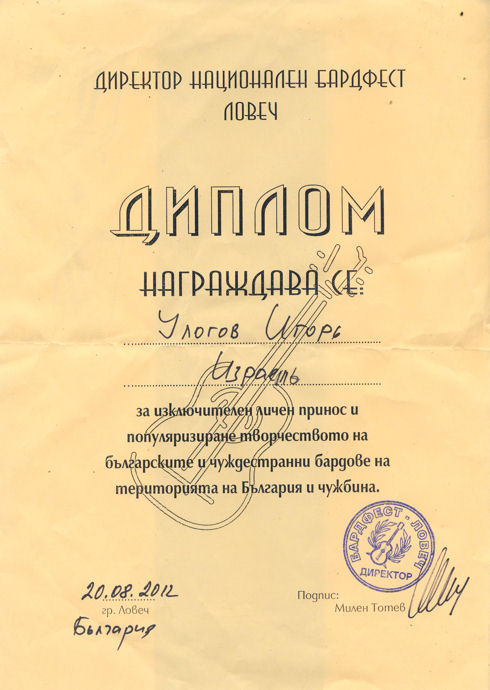 ДИРЕКТОР НАЦИОНАЛЕН БАРДФЕСТ
ЛОВЕЧ
ДИПЛОМ
НАГРАЖДАВА СЕ:
Улогов Игорь
Израель
за изключителен личен принос и
популяризиране творчеството на
българските и чуждестранни бардове на
територията на България и чужбина.
БАРДФЕСТ - ЛОВЕЧ
ДИРЕКТОР
20.08.2012
гр. Ловеч
България
Подпис:
Милен Тотев